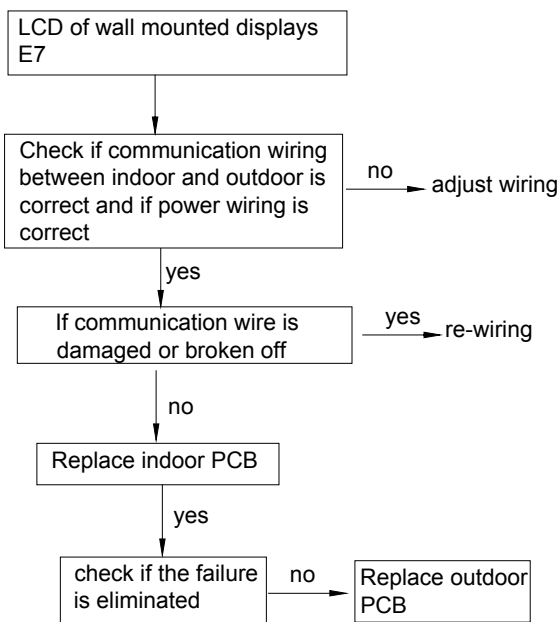 LCD of wall mounted displays
E7
Check if communication wiring
between indoor and outdoor is
correct and if power wiring is
correct
no
adjust wiring
yes
If communication wire is
damaged or broken off
yes
re-wiring
no
Replace indoor PCB
yes
check if the failure
is eliminated
no
Replace outdoor
PCB